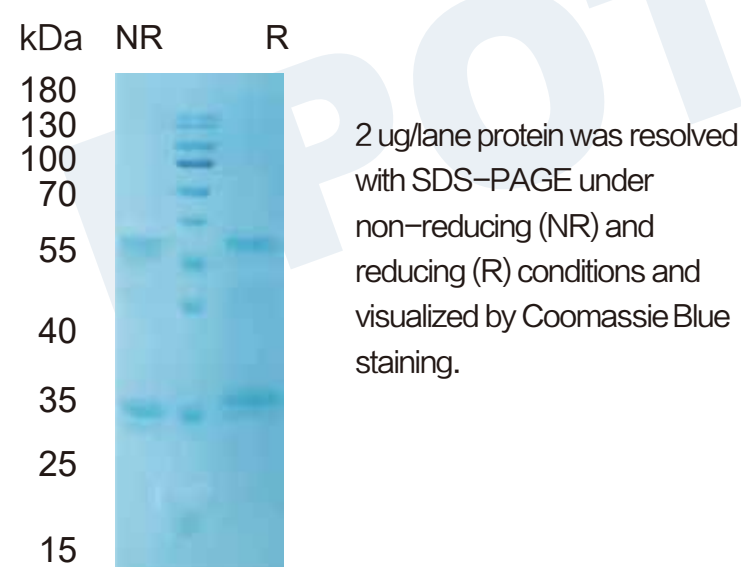 kDa NR R
180
130
100
70
55
40
35
25
15
2 ug/lane protein was resolved
with SDS-PAGE under
non-reducing (NR) and
reducing (R) conditions and
visualized by Coomassie Blue
staining.